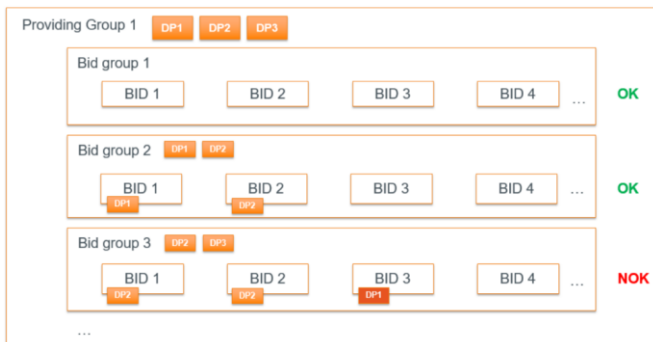 Providing Group 1 DP1 DP2 DP3
Bid group 1
BID 1 BID 2 BID 3 BID 4 ... OK
Bid group 2 DP1 DP2
BID 1 BID 2 BID 3 BID 4 ... OK
DP1 DP2
Bid group 3 DP2 DP3
BID 1 BID 2 BID 3 BID 4 ... NOK
DP2 DP2 DP1
...